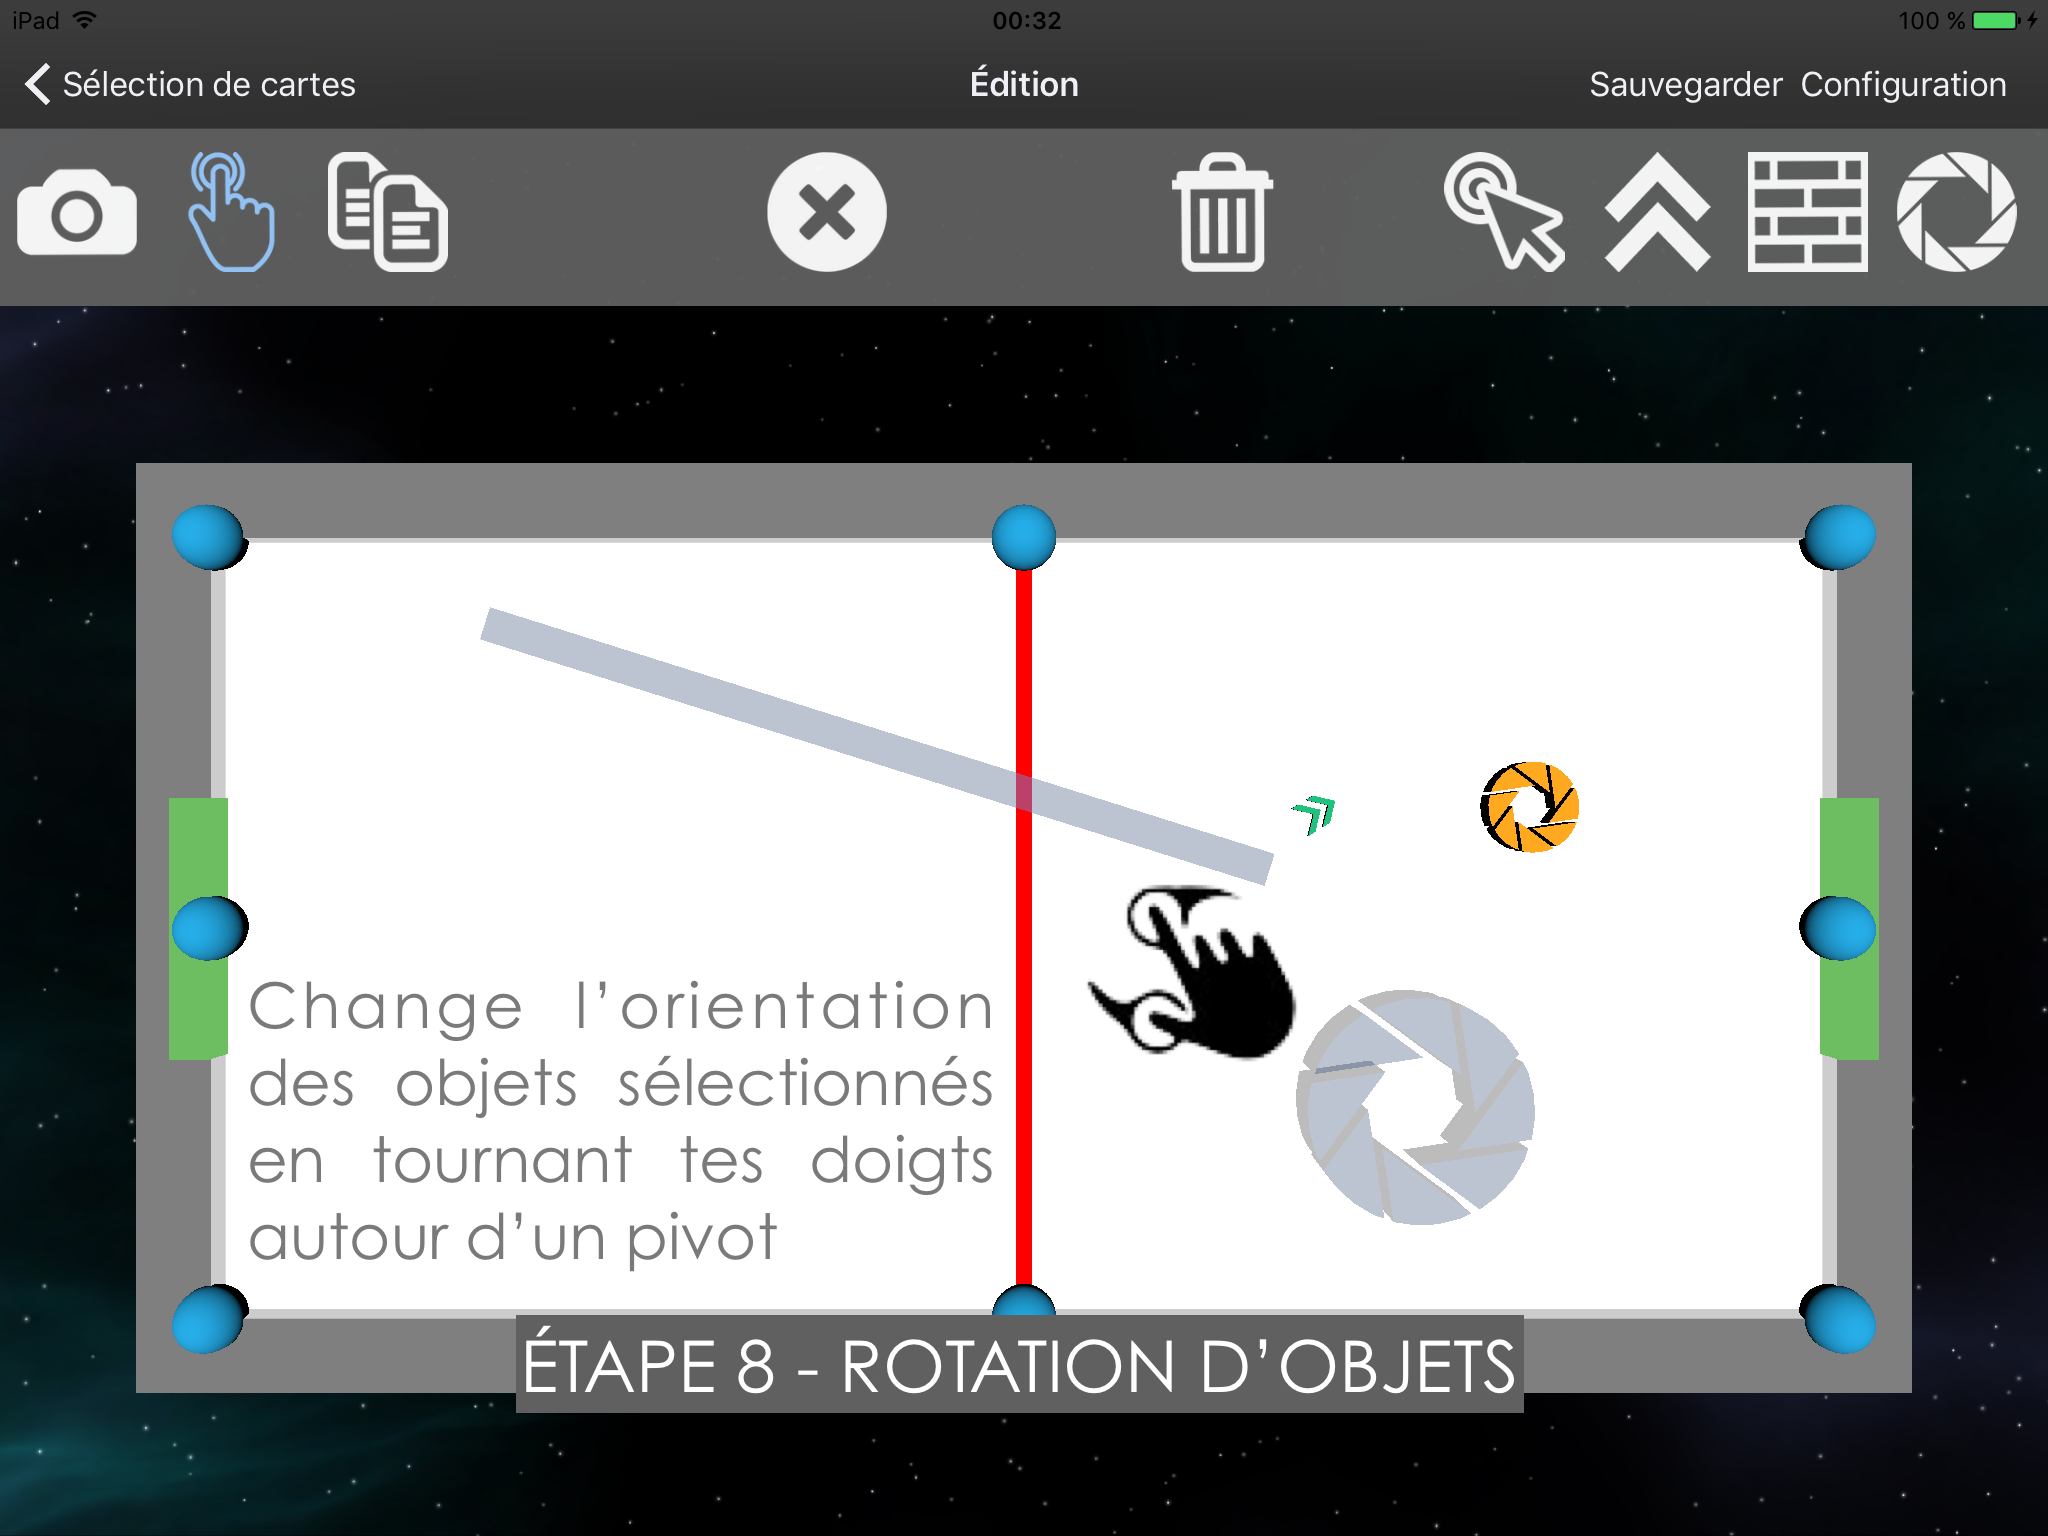 iPad 00:32 100 %
Sélection de cartes Édition Sauvegarder Configuration
Change l’orientation
des objets sélectionnés
en tournant tes doigts
autour d’un pivot
ÉTAPE 8 - ROTATION D’OBJETS